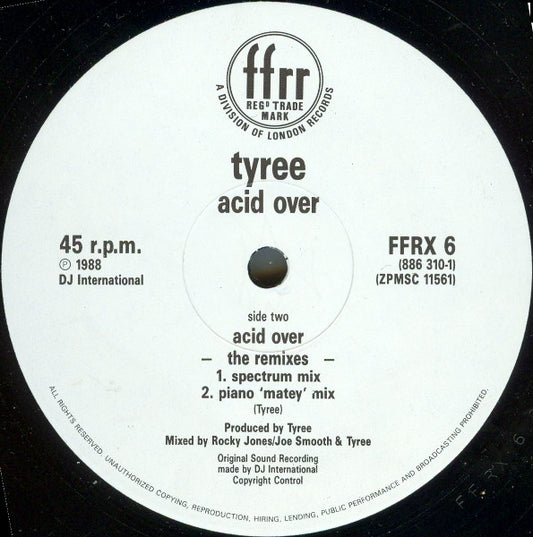 ffrr
REGD TRADE
MARK
A DIVISION OF LONDON RECORDS
tyree
acid over
45 r.p.m.
℗ 1988
DJ International
FFRX 6
(886 310-1)
(ZPMSC 11561)
side two
acid over
– the remixes –
1. spectrum mix
2. piano 'matey' mix
(Tyree)
Produced by Tyree
Mixed by Rocky Jones/Joe Smooth & Tyree
Original Sound Recording
made by DJ International
Copyright Control
ALL RIGHTS RESERVED. UNAUTHORIZED COPYING, REPRODUCTION, HIRING, LENDING, PUBLIC PERFORMANCE AND BROADCASTING PROHIBITED.
FFRX 6